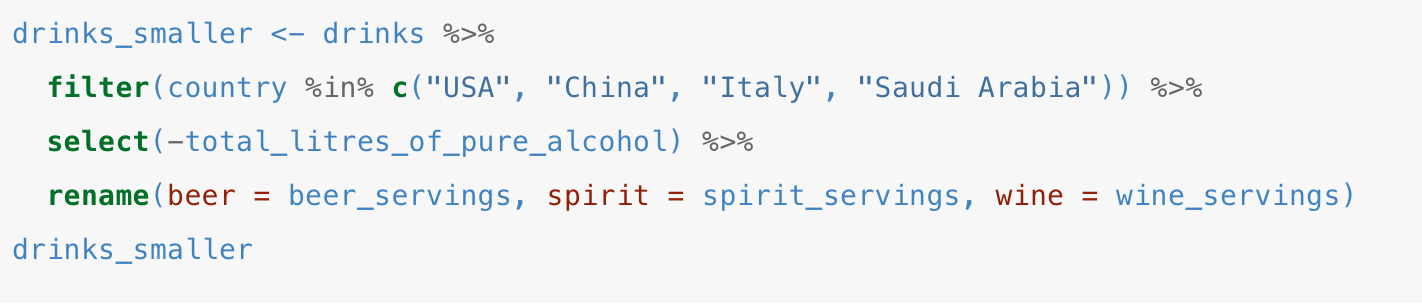 drinks_smaller <- drinks %>%
  filter(country %in% c("USA", "China", "Italy", "Saudi Arabia")) %>%
  select(-total_litres_of_pure_alcohol) %>%
  rename(beer = beer_servings, spirit = spirit_servings, wine = wine_servings)
drinks_smaller